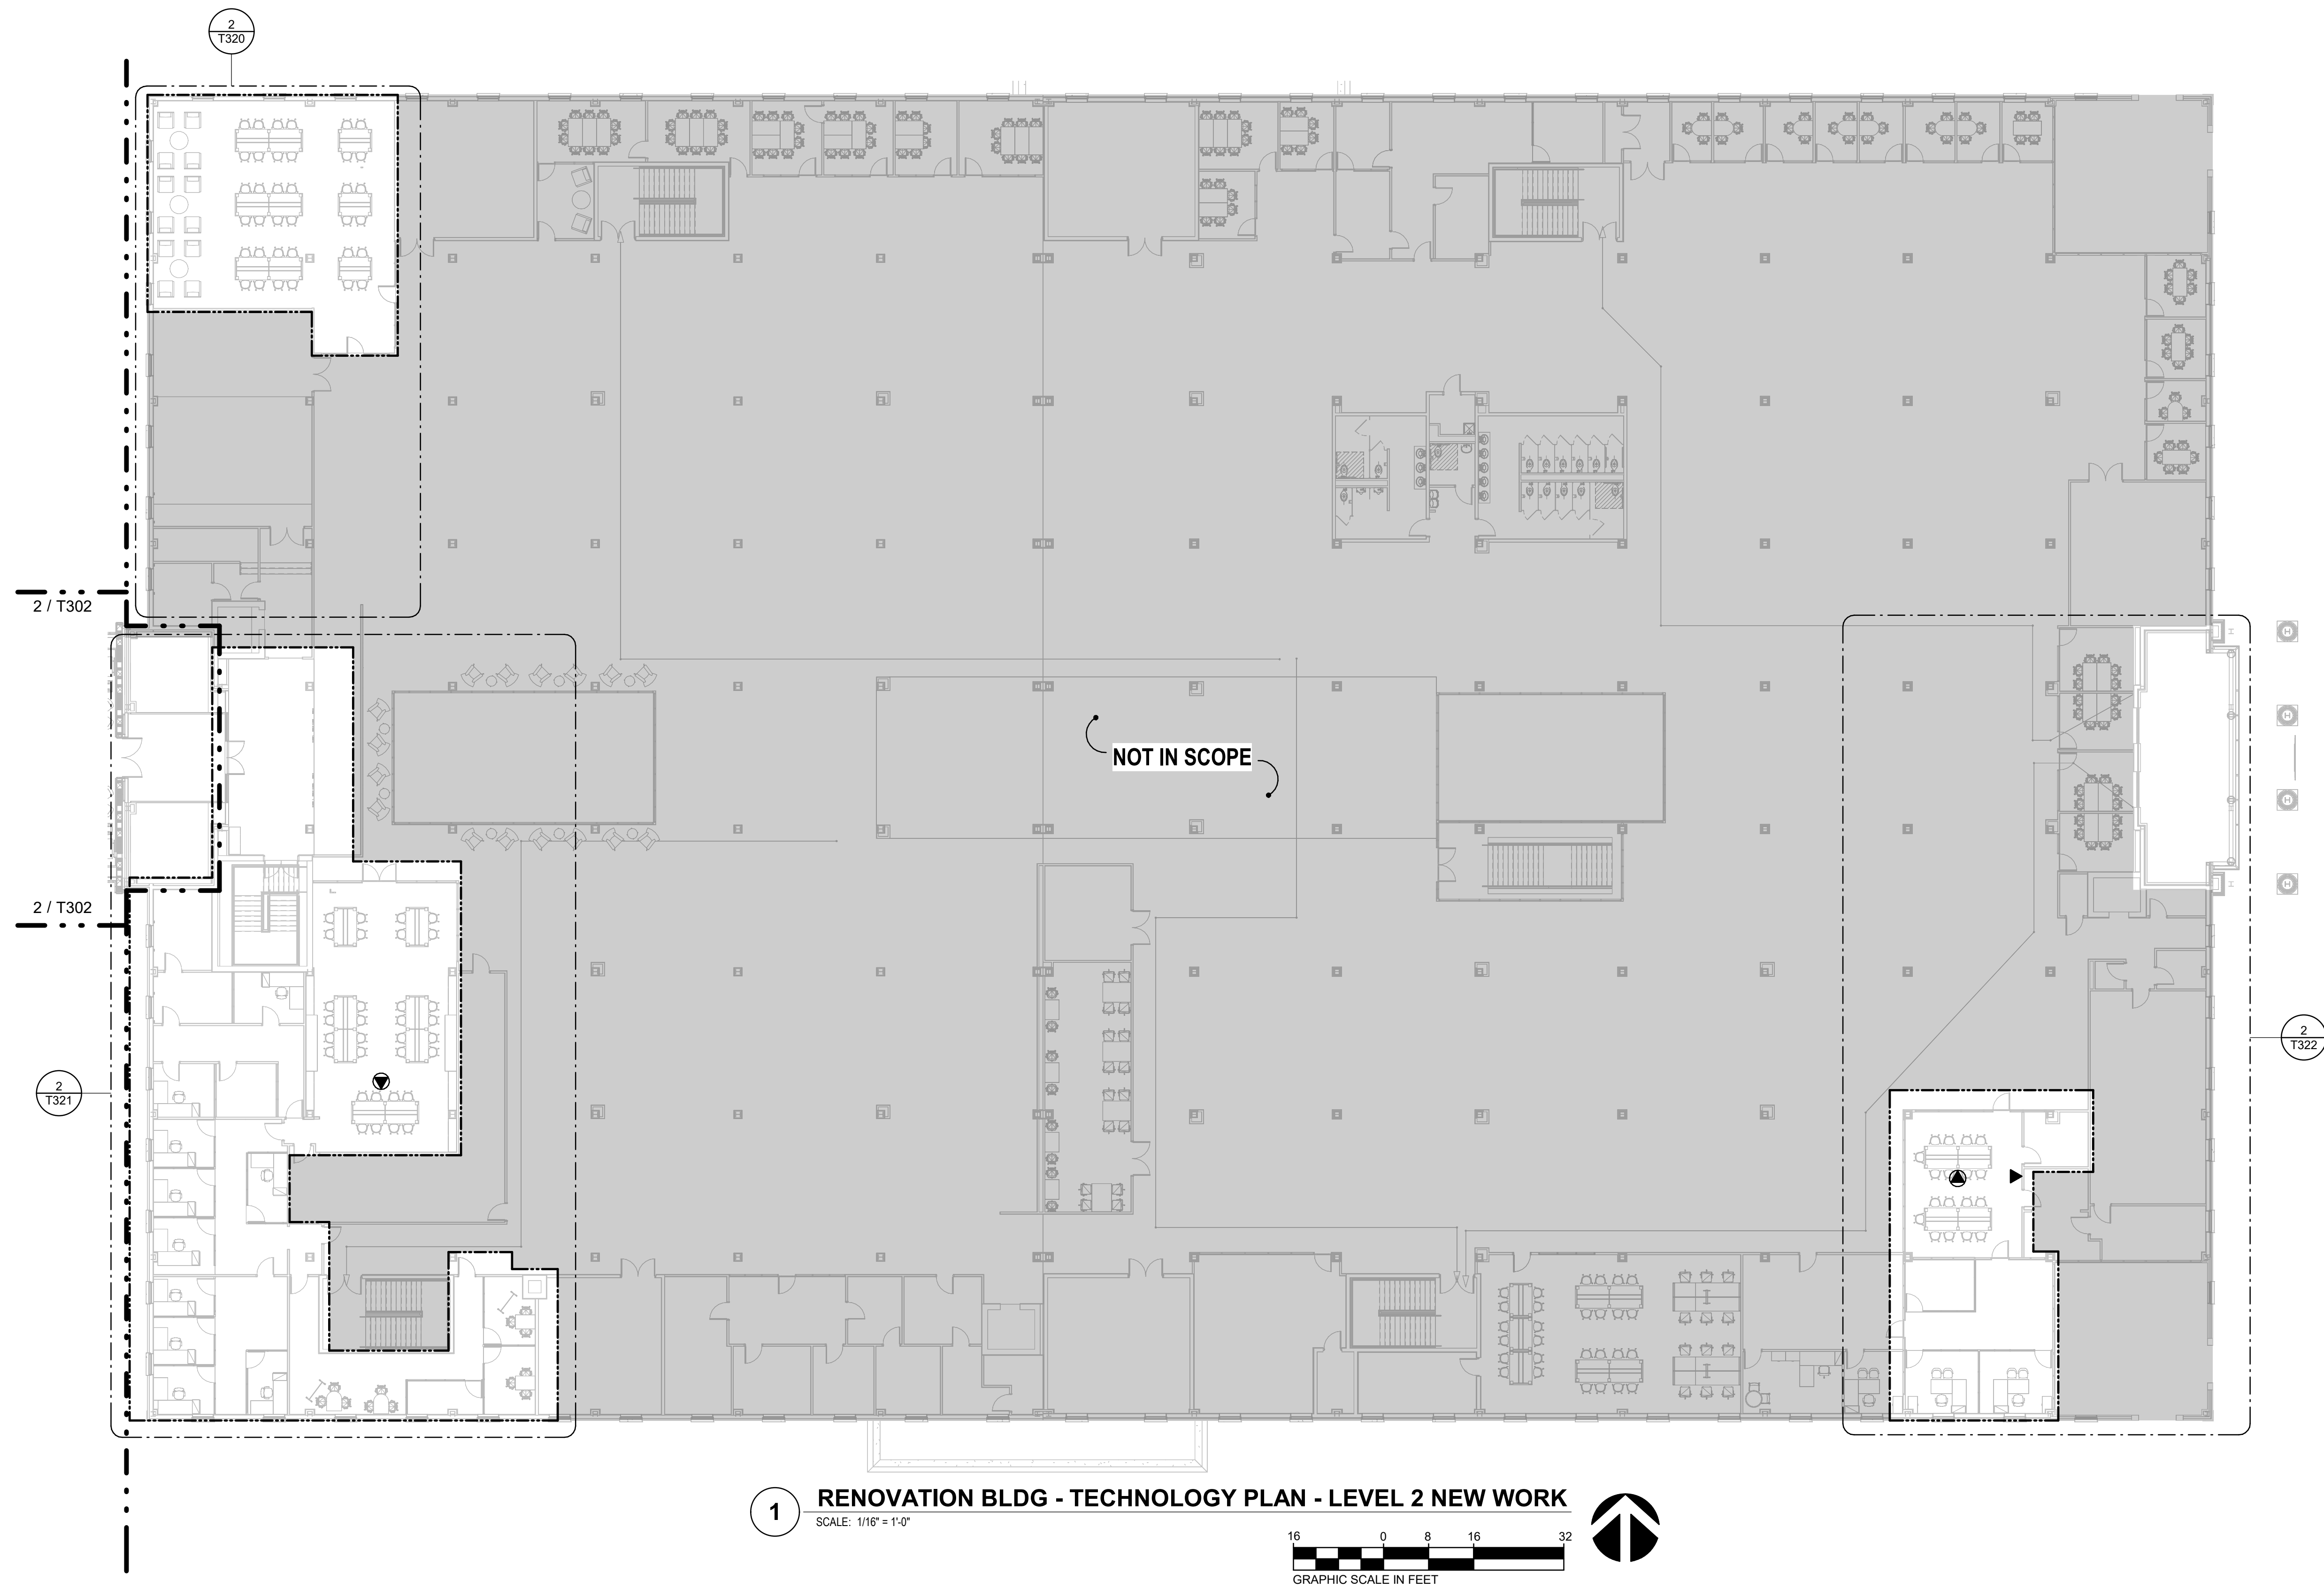 2
T320
2 / T302
NOT IN SCOPE
2 / T302
2
T322
2
T321
1
RENOVATION BLDG - TECHNOLOGY PLAN - LEVEL 2 NEW WORK
SCALE: 1/16" = 1'-0"
16 0 8 16 32
GRAPHIC SCALE IN FEET